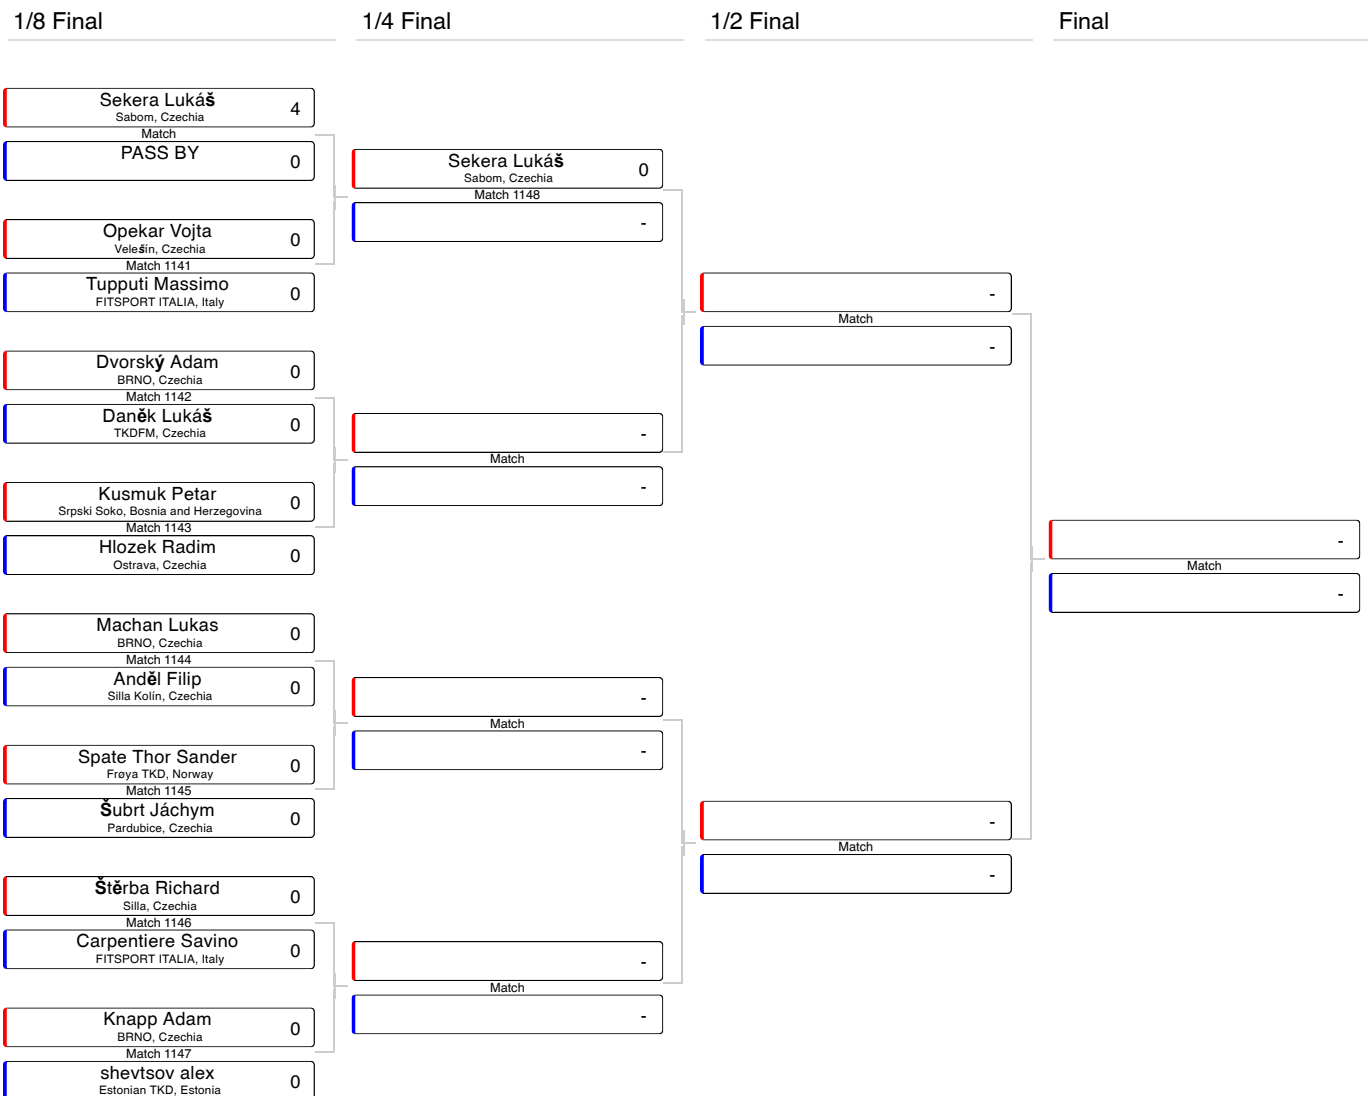 1/8 Final
1/4 Final
1/2 Final
Final
Sekera Lukáš
Sabom, Czechia
4
Match
PASS BY
0
Opekar Vojta
Velešín, Czechia
0
Match 1141
Tupputi Massimo
FITSPORT ITALIA, Italy
0
Dvorský Adam
BRNO, Czechia
0
Match 1142
Daněk Lukáš
TKDFM, Czechia
0
Kusmuk Petar
Srpski Soko, Bosnia and Herzegovina
0
Match 1143
Hlozek Radim
Ostrava, Czechia
0
Machan Lukas
BRNO, Czechia
0
Match 1144
Anděl Filip
Silla Kolín, Czechia
0
Spate Thor Sander
Frøya TKD, Norway
0
Match 1145
Šubrt Jáchym
Pardubice, Czechia
0
Štěrba Richard
Silla, Czechia
0
Match 1146
Carpentiere Savino
FITSPORT ITALIA, Italy
0
Knapp Adam
BRNO, Czechia
0
Match 1147
shevtsov alex
Estonian TKD, Estonia
0
Sekera Lukáš
Sabom, Czechia
0
Match 1148
-
-
Match
-
-
Match
-
-
Match
-
-
Match
-
-
Match
-
-
Match
-